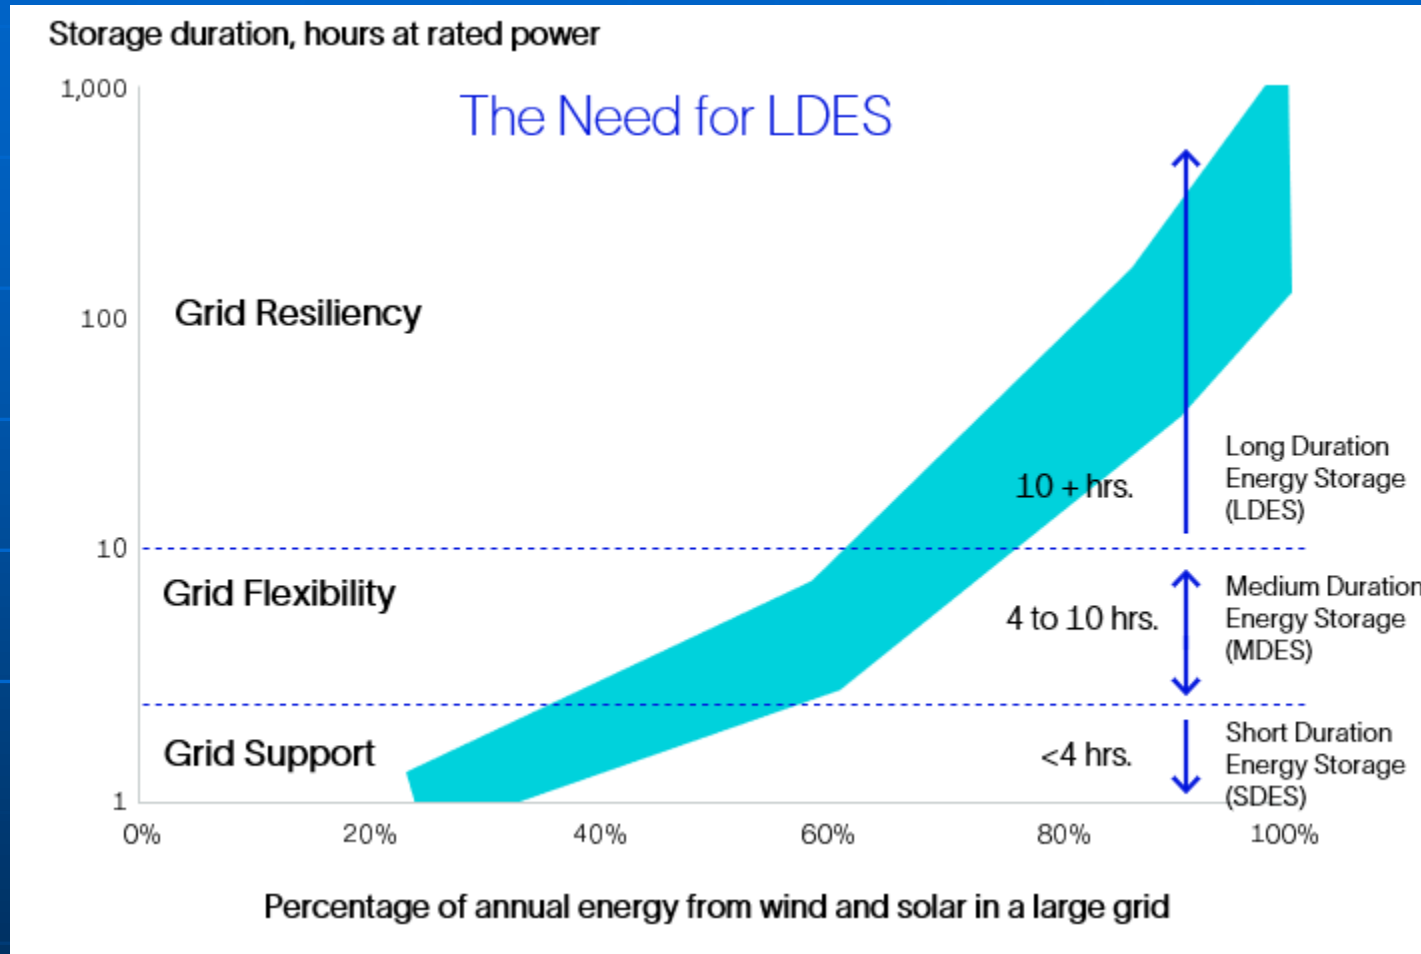 Storage duration, hours at rated power
1,000
The Need for LDES
100
Grid Resiliency
10 + hrs.
Long Duration
Energy Storage
(LDES)
10
Grid Flexibility
4 to 10 hrs.
Medium Duration
Energy Storage
(MDES)
Grid Support
<4 hrs.
Short Duration
Energy Storage
(SDES)
1
0%
20%
40%
60%
80%
100%
Percentage of annual energy from wind and solar in a large grid